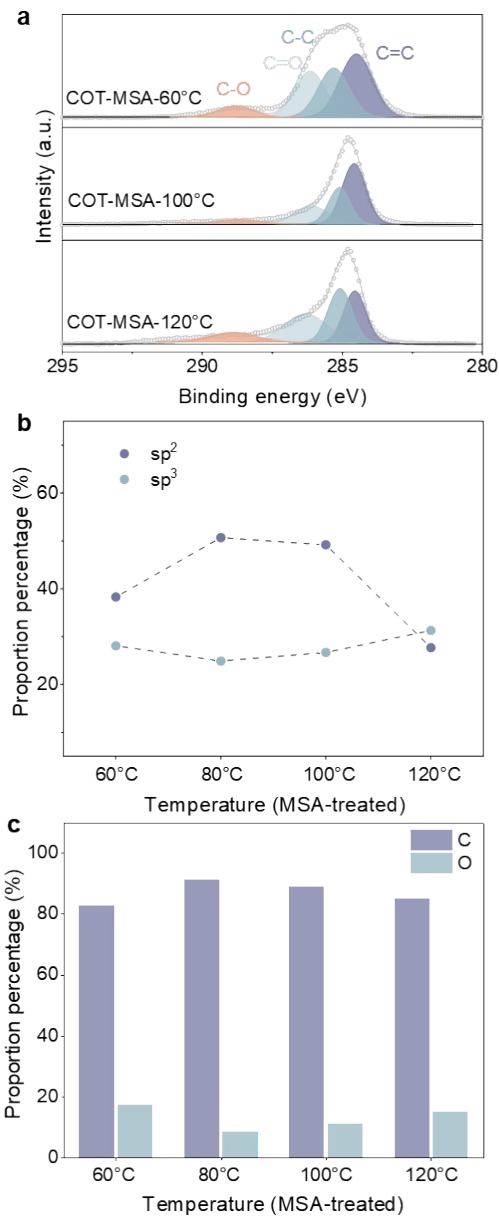 a
C-C
C=C
C=O
C-O
COT-MSA-60°C
COT-MSA-100°C
COT-MSA-120°C
Intensity (a.u.)
295 290 285 280
Binding energy (eV)
b
sp²
sp³
60
40
20
Proportion percentage (%)
60°C 80°C 100°C 120°C
Temperature (MSA-treated)
c
C
O
100
80
60
40
20
0
Proportion percentage (%)
60°C 80°C 100°C 120°C
Temperature (MSA-treated)